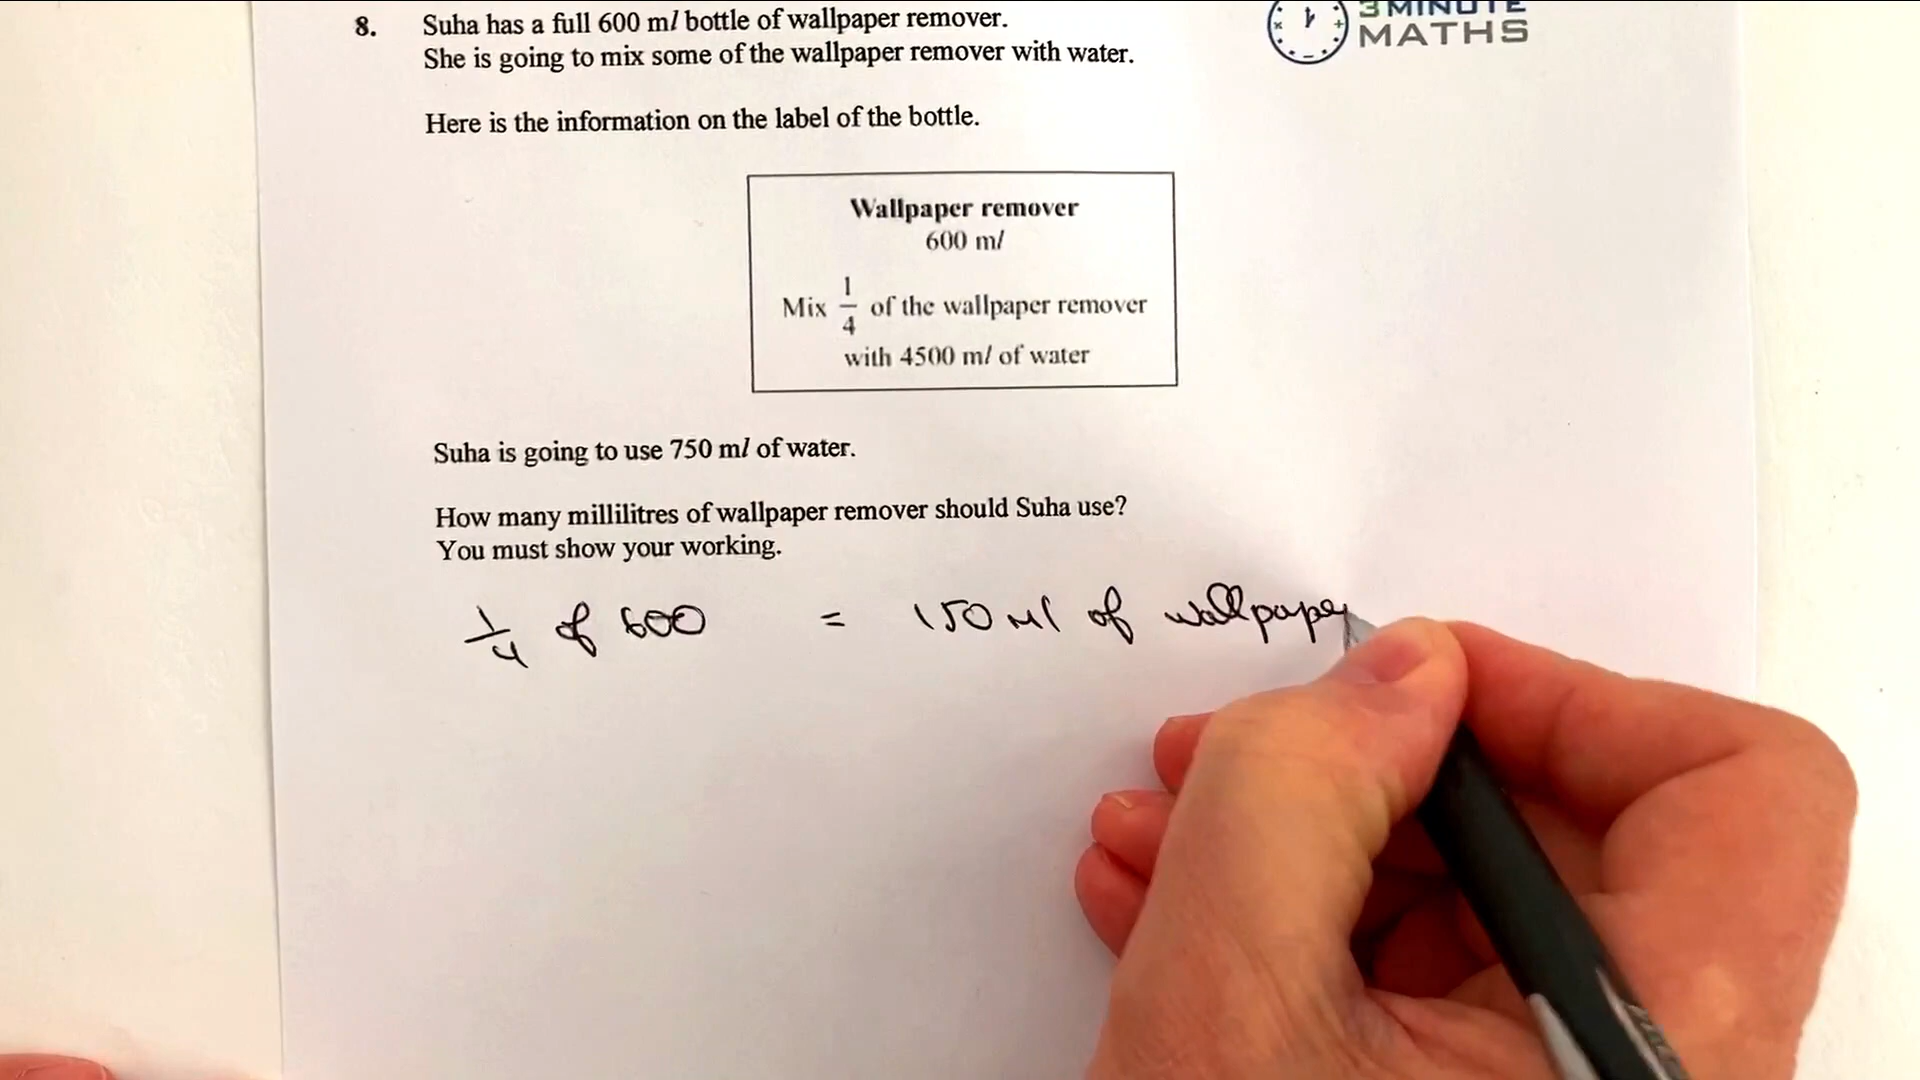 8. Suha has a full 600 ml bottle of wallpaper remover.
She is going to mix some of the wallpaper remover with water.
3 MINUTE
MATHS
Here is the information on the label of the bottle.
Wallpaper remover
600 ml
Mix 1/4 of the wallpaper remover
with 4500 ml of water
Suha is going to use 750 ml of water.
How many millilitres of wallpaper remover should Suha use?
You must show your working.
1/4 of 600 = 150 ml of wallpaper